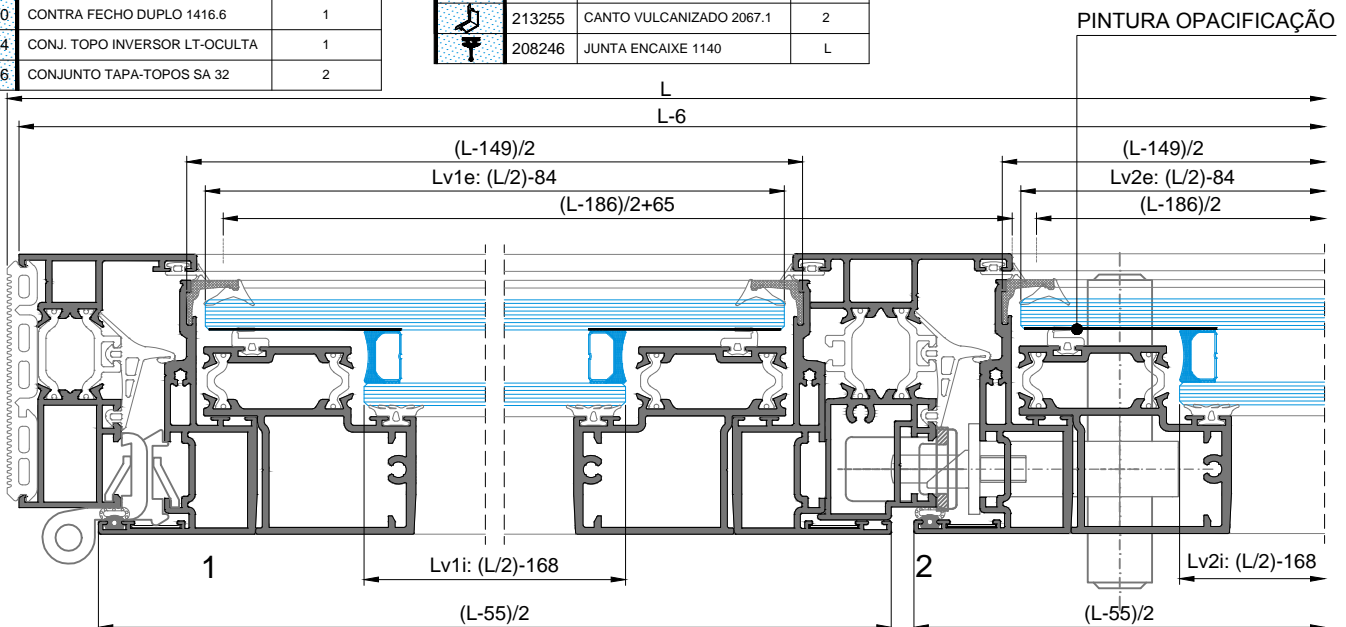 0 CONTRA FECHO DUPLO 1416.6 1
4 CONJ. TOPO INVERSOR LT-OCULTA 1
6 CONJUNTO TAPA-TOPOS SA 32 2
213255 CANTO VULCANIZADO 2067.1 2
208246 JUNTA ENCAIXE 1140 L
PINTURA OPACIFICAÇÃO
L
L-6
(L-149)/2 (L-149)/2
Lv1e: (L/2)-84 Lv2e: (L/2)-84
(L-186)/2+65 (L-186)/2
1 Lv1i: (L/2)-168 2 Lv2i: (L/2)-168
(L-55)/2 (L-55)/2